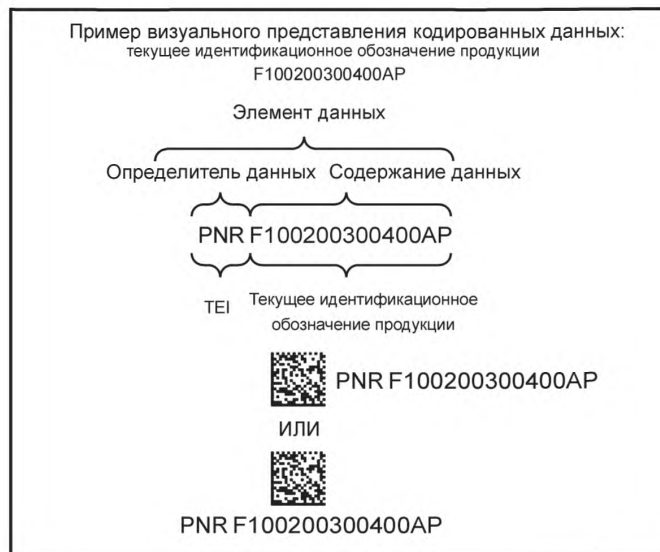 Пример визуального представления кодированных данных:
текущее идентификационное обозначение продукции
F100200300400AP
Элемент данных
Определитель данных Содержание данных
PNR F100200300400AP
TEI Текущее идентификационное
обозначение продукции
PNR F100200300400AP
ИЛИ
PNR F100200300400AP